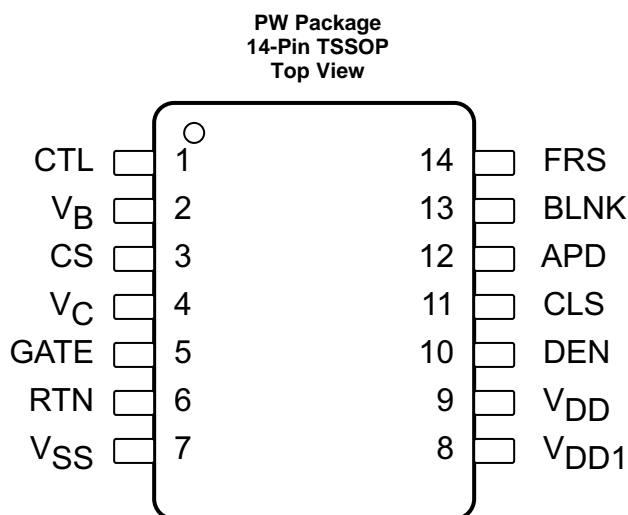 PW Package
14-Pin TSSOP
Top View
CTL 1 14 FRS
VB 2 13 BLNK
CS 3 12 APD
VC 4 11 CLS
GATE 5 10 DEN
RTN 6 9 VDD
VSS 7 8 VDD1